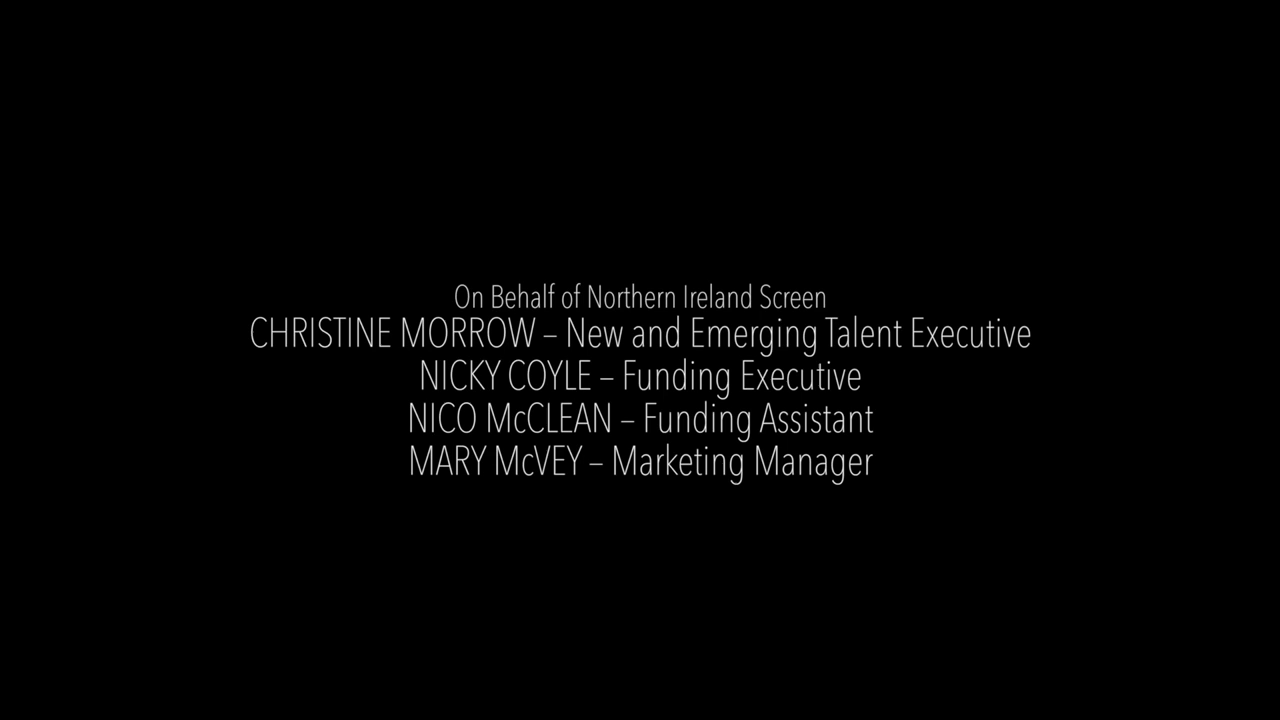 On Behalf of Northern Ireland Screen
CHRISTINE MORROW – New and Emerging Talent Executive
NICKY COYLE – Funding Executive
NICO McCLEAN – Funding Assistant
MARY McVEY – Marketing Manager